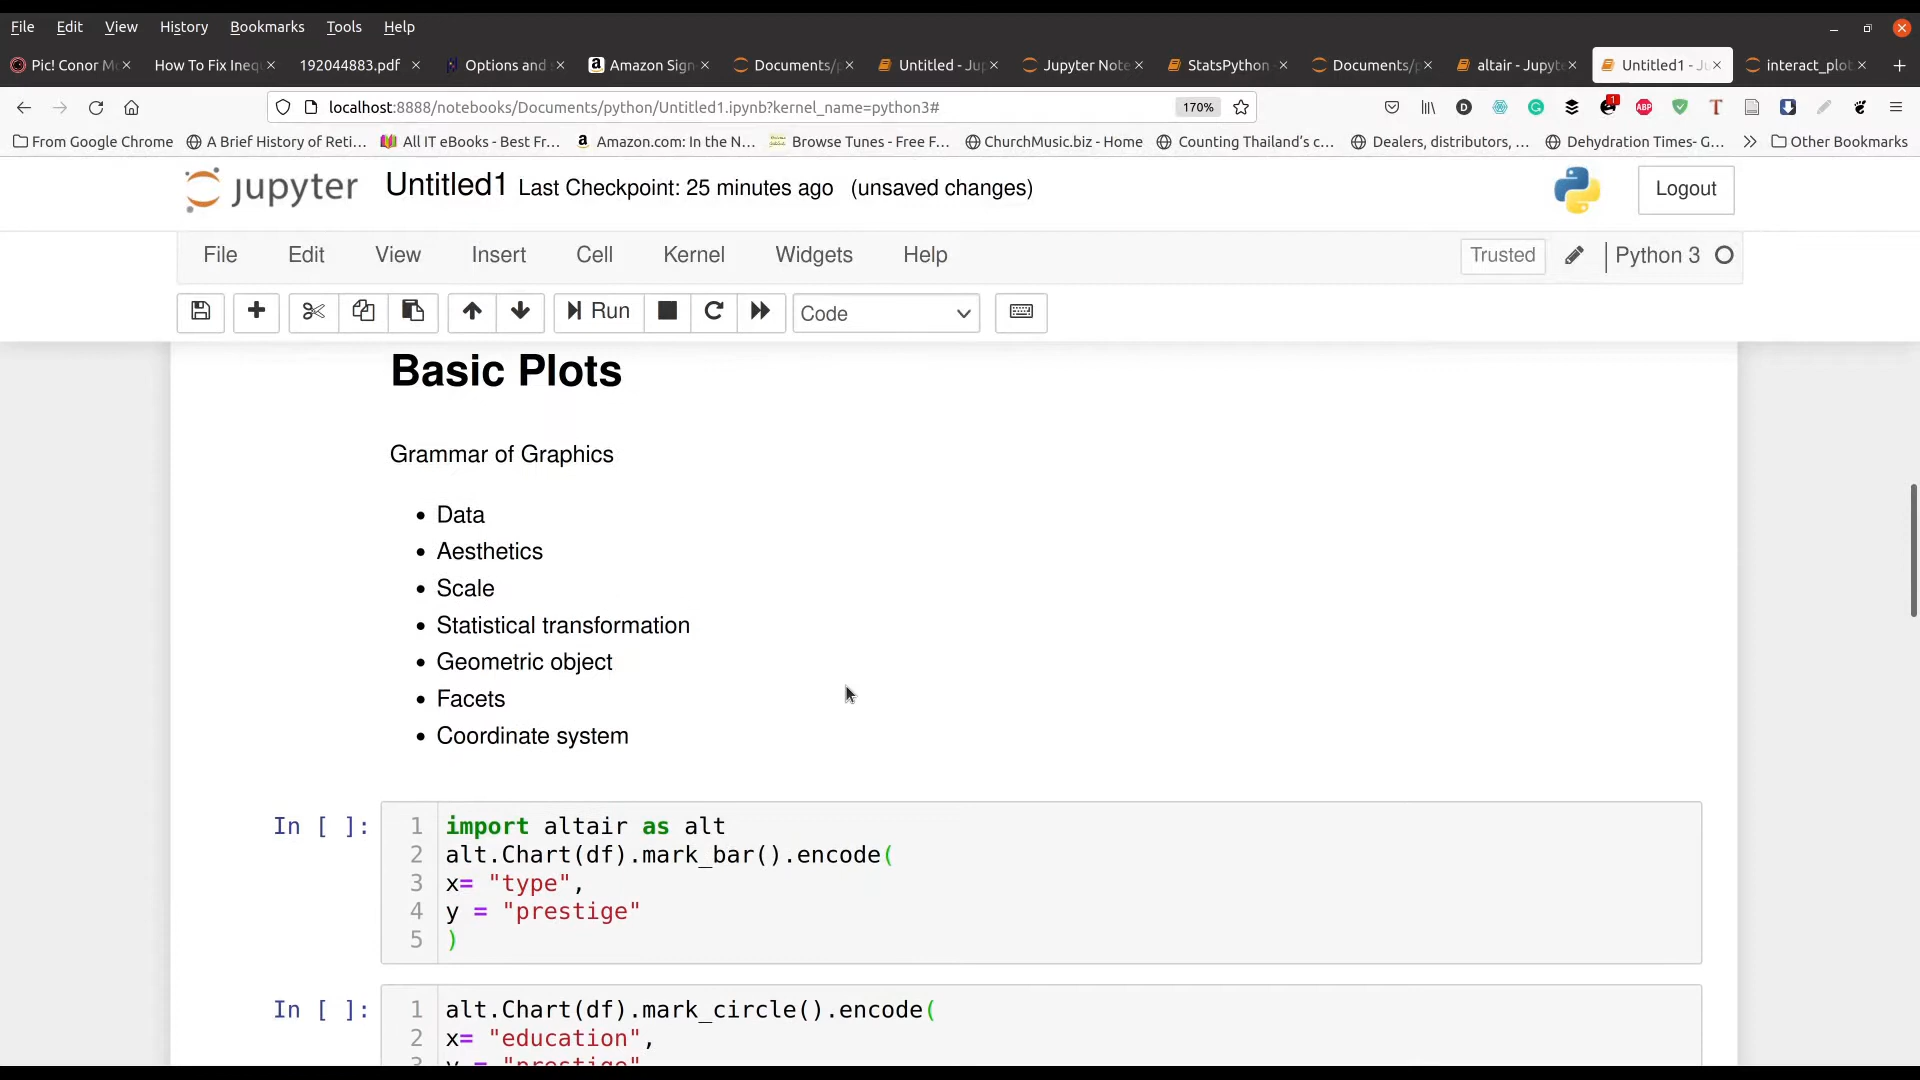 File Edit View History Bookmarks Tools Help
Pic! Conor M How To Fix Ineq 192044883.pdf Options and Amazon Sign Documents/p Untitled - Jup Jupyter Note StatsPython Documents/p altair - Jupyte Untitled1 - Ju interact_plot
localhost:8888/notebooks/Documents/python/Untitled1.ipynb?kernel_name=python3# 170%
From Google Chrome A Brief History of Reti… All IT eBooks - Best Fr… Amazon.com: In the N… Browse Tunes - Free F… ChurchMusic.biz - Home Counting Thailand's c… Dealers, distributors, … Dehydration Times- G… Other Bookmarks
jupyter Untitled1 Last Checkpoint: 25 minutes ago (unsaved changes) Logout
File Edit View Insert Cell Kernel Widgets Help Trusted Python 3
Run Code
Basic Plots
Grammar of Graphics
• Data
• Aesthetics
• Scale
• Statistical transformation
• Geometric object
• Facets
• Coordinate system
In [ ]: 1 import altair as alt
2 alt.Chart(df).mark_bar().encode(
3 x= "type",
4 y = "prestige"
5 )
In [ ]: 1 alt.Chart(df).mark_circle().encode(
2 x= "education",
3 y = "prestige"